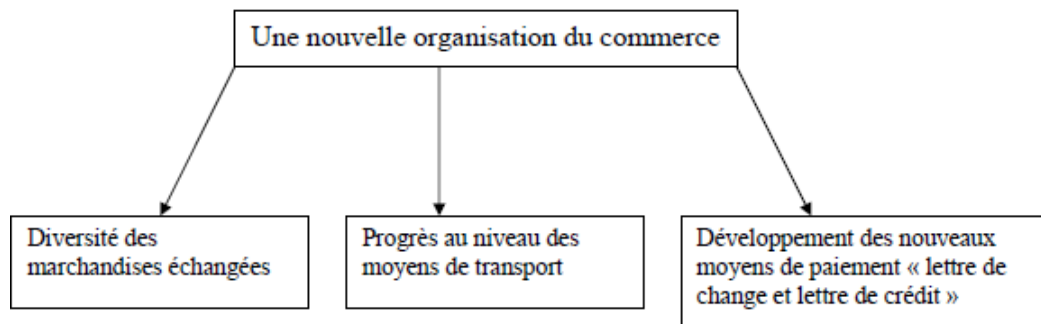 Une nouvelle organisation du commerce
Diversité des
marchandises échangées
Progrès au niveau des
moyens de transport
Développement des nouveaux
moyens de paiement « lettre de
change et lettre de crédit »